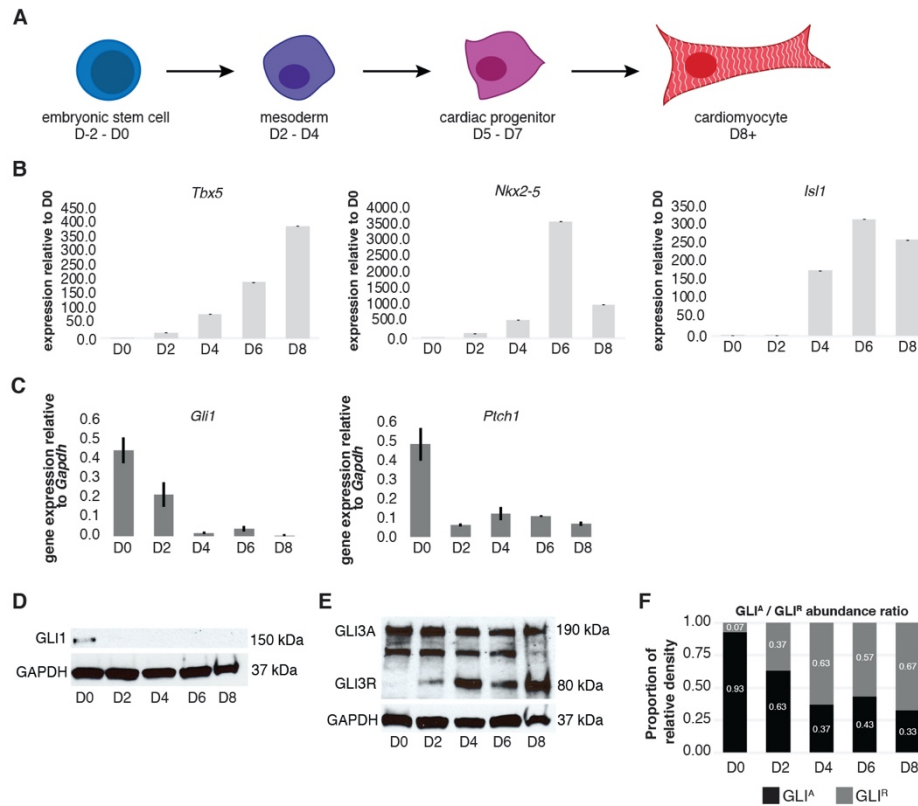 A
embryonic stem cell
D-2 - D0
mesoderm
D2 - D4
cardiac progenitor
D5 - D7
cardiomyocyte
D8+
B
expression relative to D0
Tbx5
450.0
400.0
350.0
300.0
250.0
200.0
150.0
100.0
50.0
0.0
D0 D2 D4 D6 D8
expression relative to D0
Nkx2-5
4000.0
3500.0
3000.0
2500.0
2000.0
1500.0
1000.0
500.0
0.0
D0 D2 D4 D6 D8
expression relative to D0
Isl1
350.0
300.0
250.0
200.0
150.0
100.0
50.0
0.0
D0 D2 D4 D6 D8
C
gene expression relative
to Gapdh
Gli1
0.6
0.5
0.4
0.3
0.2
0.1
0.0
D0 D2 D4 D6 D8
gene expression relative
to Gapdh
Ptch1
0.6
0.5
0.4
0.3
0.2
0.1
0.0
D0 D2 D4 D6 D8
D
GLI1 150 kDa
GAPDH 37 kDa
D0 D2 D4 D6 D8
E
GLI3A 190 kDa
GLI3R 80 kDa
GAPDH 37 kDa
D0 D2 D4 D6 D8
F
GLIA / GLIR abundance ratio
Proportion of
relative density
1.00
0.75
0.50
0.25
0.00
0.07 0.37 0.63 0.57 0.67
0.93 0.63 0.37 0.43 0.33
D0 D2 D4 D6 D8
GLIA GLIR